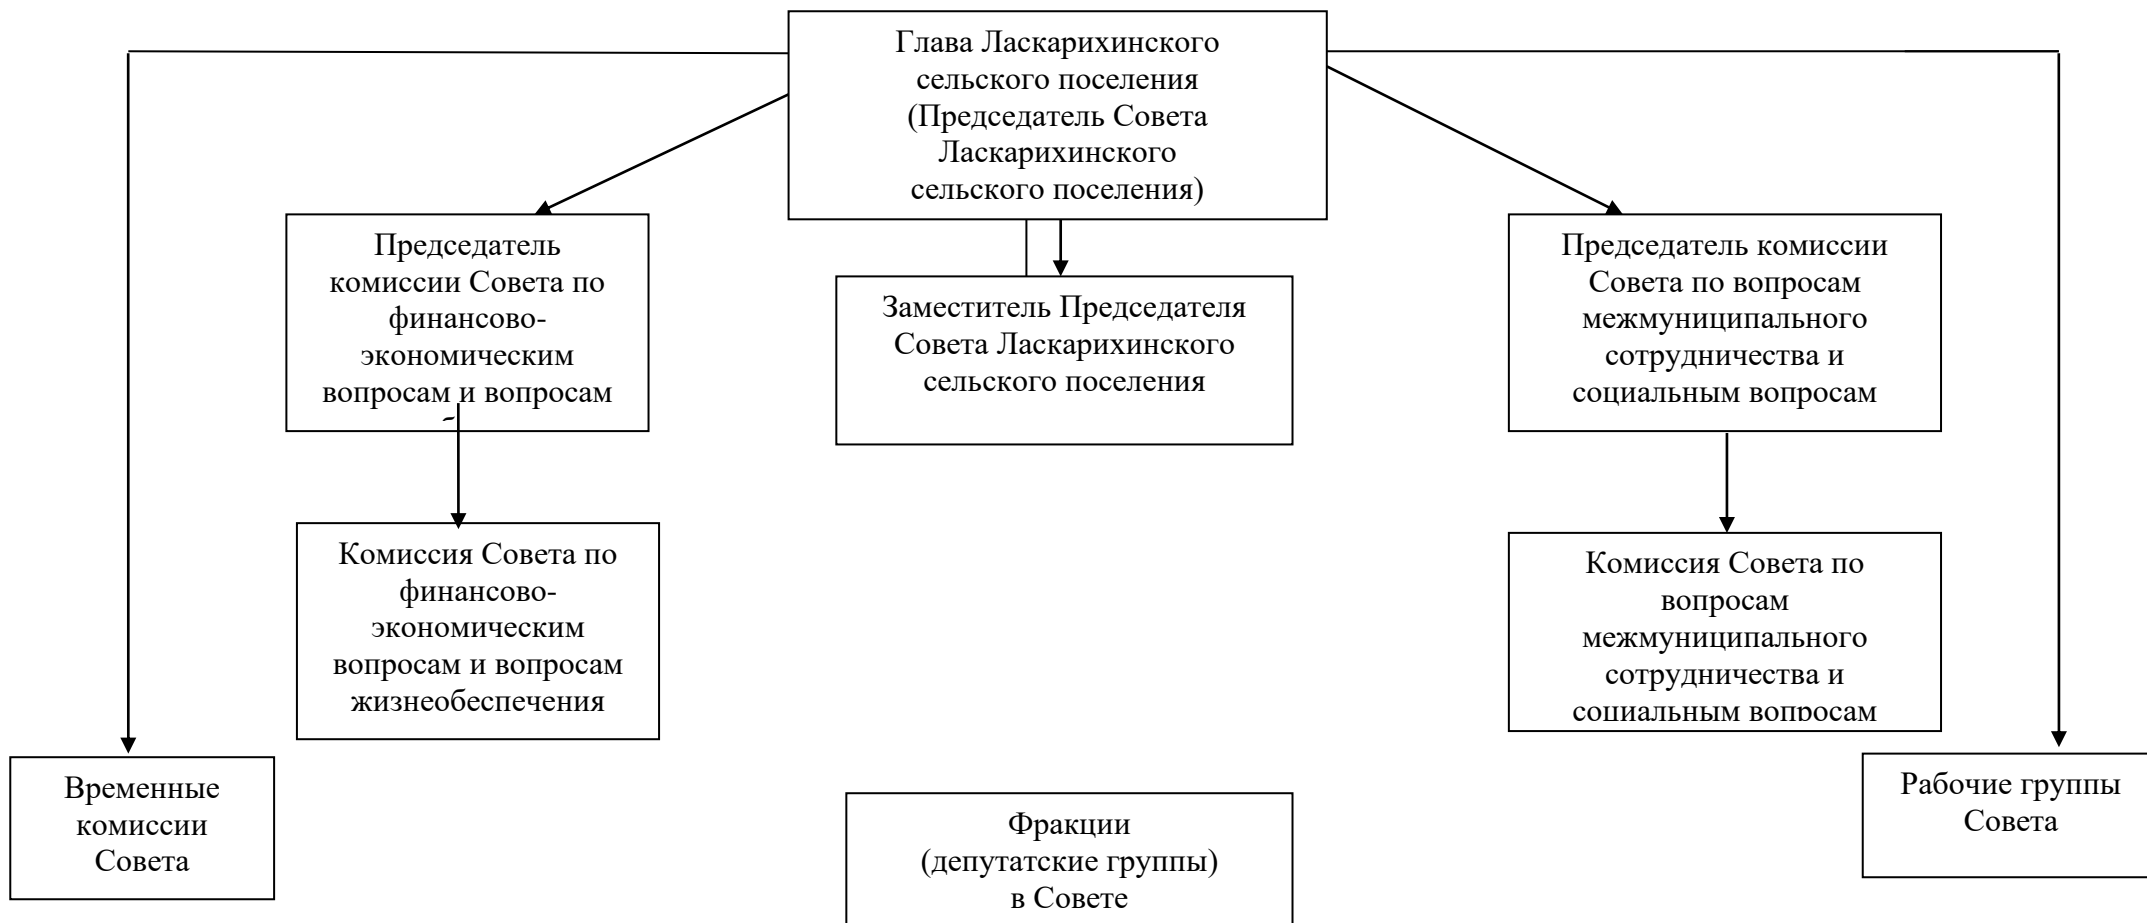 Глава Ласкарихинского
сельского поселения
(Председатель Совета
Ласкарихинского
сельского поселения)
Председатель
комиссии Совета по
финансово-
экономическим
вопросам и вопросам
Заместитель Председателя
Совета Ласкарихинского
сельского поселения
Председатель комиссии
Совета по вопросам
межмуниципального
сотрудничества и
социальным вопросам
Комиссия Совета по
финансово-
экономическим
вопросам и вопросам
жизнеобеспечения
Комиссия Совета по
вопросам
межмуниципального
сотрудничества и
социальным вопросам
Временные
комиссии
Совета
Фракции
(депутатские группы)
в Совете
Рабочие группы
Совета